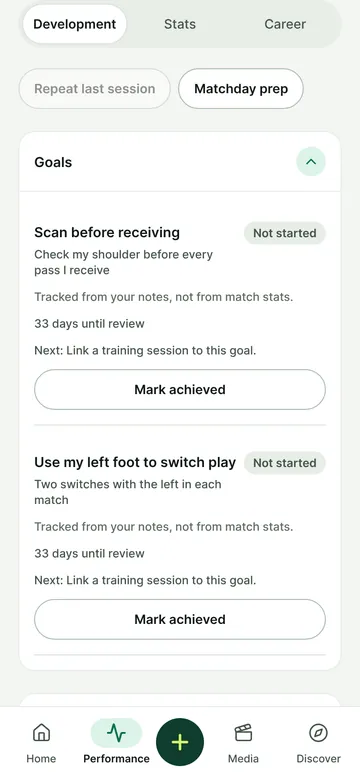 Development
Stats
Career
Repeat last session
Matchday prep
Goals
Scan before receiving
Not started
Check my shoulder before every
pass I receive
Tracked from your notes, not from match stats.
33 days until review
Next: Link a training session to this goal.
Mark achieved
Use my left foot to switch play
Not started
Two switches with the left in each
match
Tracked from your notes, not from match stats.
33 days until review
Next: Link a training session to this goal.
Mark achieved
Home
Performance
Media
Discover